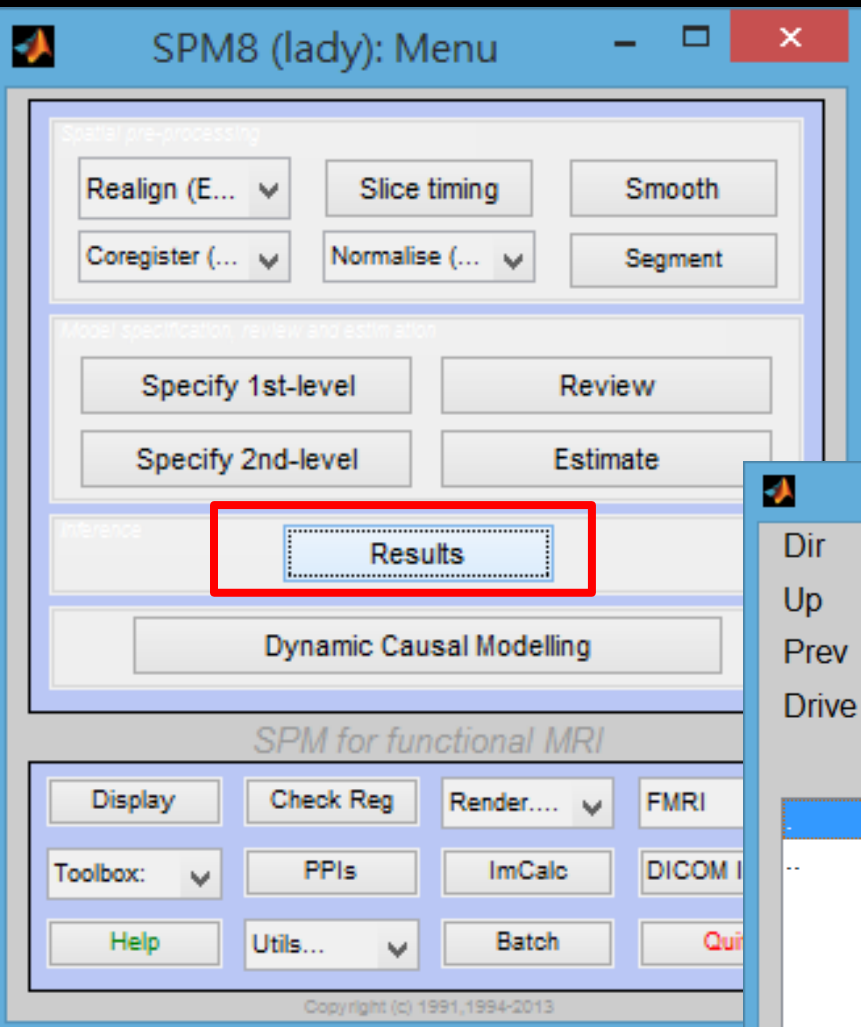 SPM8 (lady): Menu
Spatial pre-processing
Realign (E... Slice timing Smooth
Coregister (... Normalise (... Segment
Model specification, review and estimation
Specify 1st-level Review
Specify 2nd-level Estimate
Inference
Results
Dynamic Causal Modelling
SPM for functional MRI
Display Check Reg Render.... FMRI
Toolbox: PPIs ImCalc DICOM I
Help Utils... Batch Qui
Copyright (c) 1991,1994-2013
Dir
Up
Prev
Drive
.
..